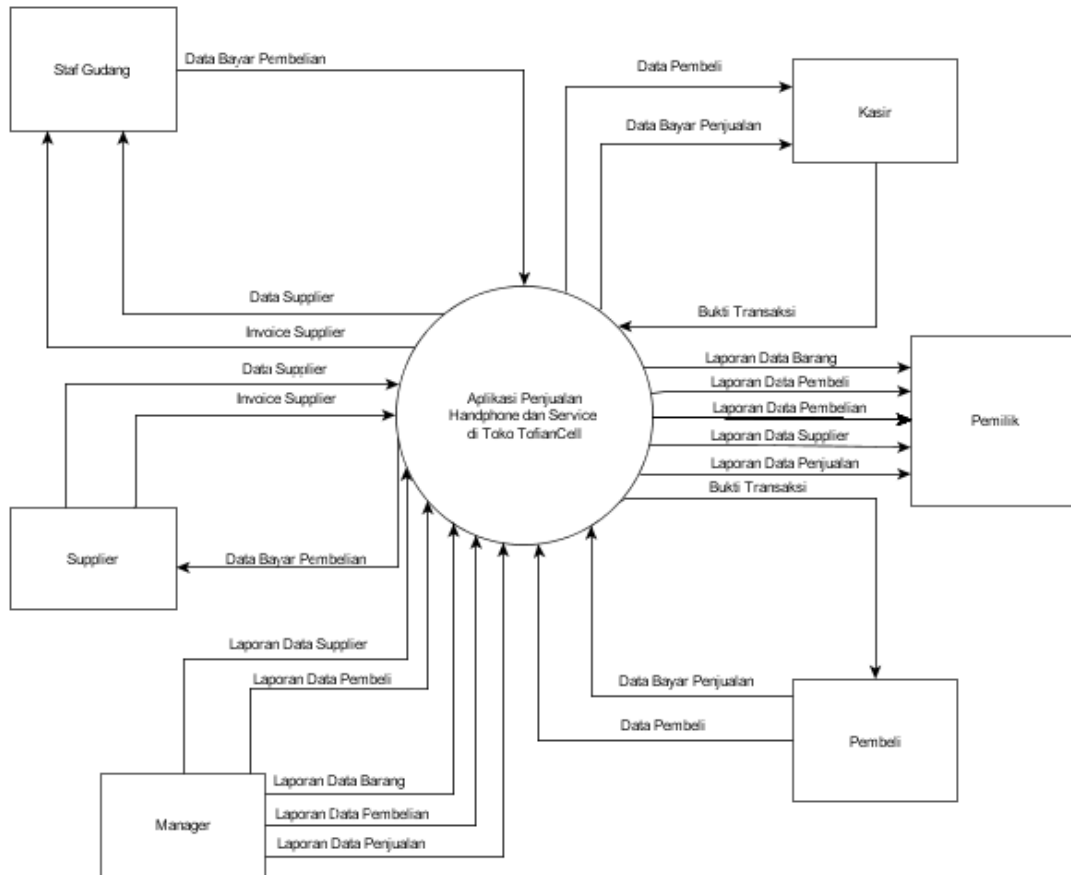 Staf Gudang
Data Bayar Pembelian
Data Pembeli
Data Bayar Penjualan
Kasir
Data Supplier
Invoice Supplier
Bukti Transaksi
Data Supplier
Invoice Supplier
Aplikasi Penjualan
Handphone dan Service
di Toko TofianCell
Laporan Data Barang
Laporan Data Pembeli
Laporan Data Pembelian
Laporan Data Supplier
Laporan Data Penjualan
Pemilik
Bukti Transaksi
Supplier
Data Bayar Pembelian
Laporan Data Supplier
Laporan Data Pembeli
Data Bayar Penjualan
Data Pembeli
Pembeli
Manager
Laporan Data Barang
Laporan Data Pembelian
Laporan Data Penjualan